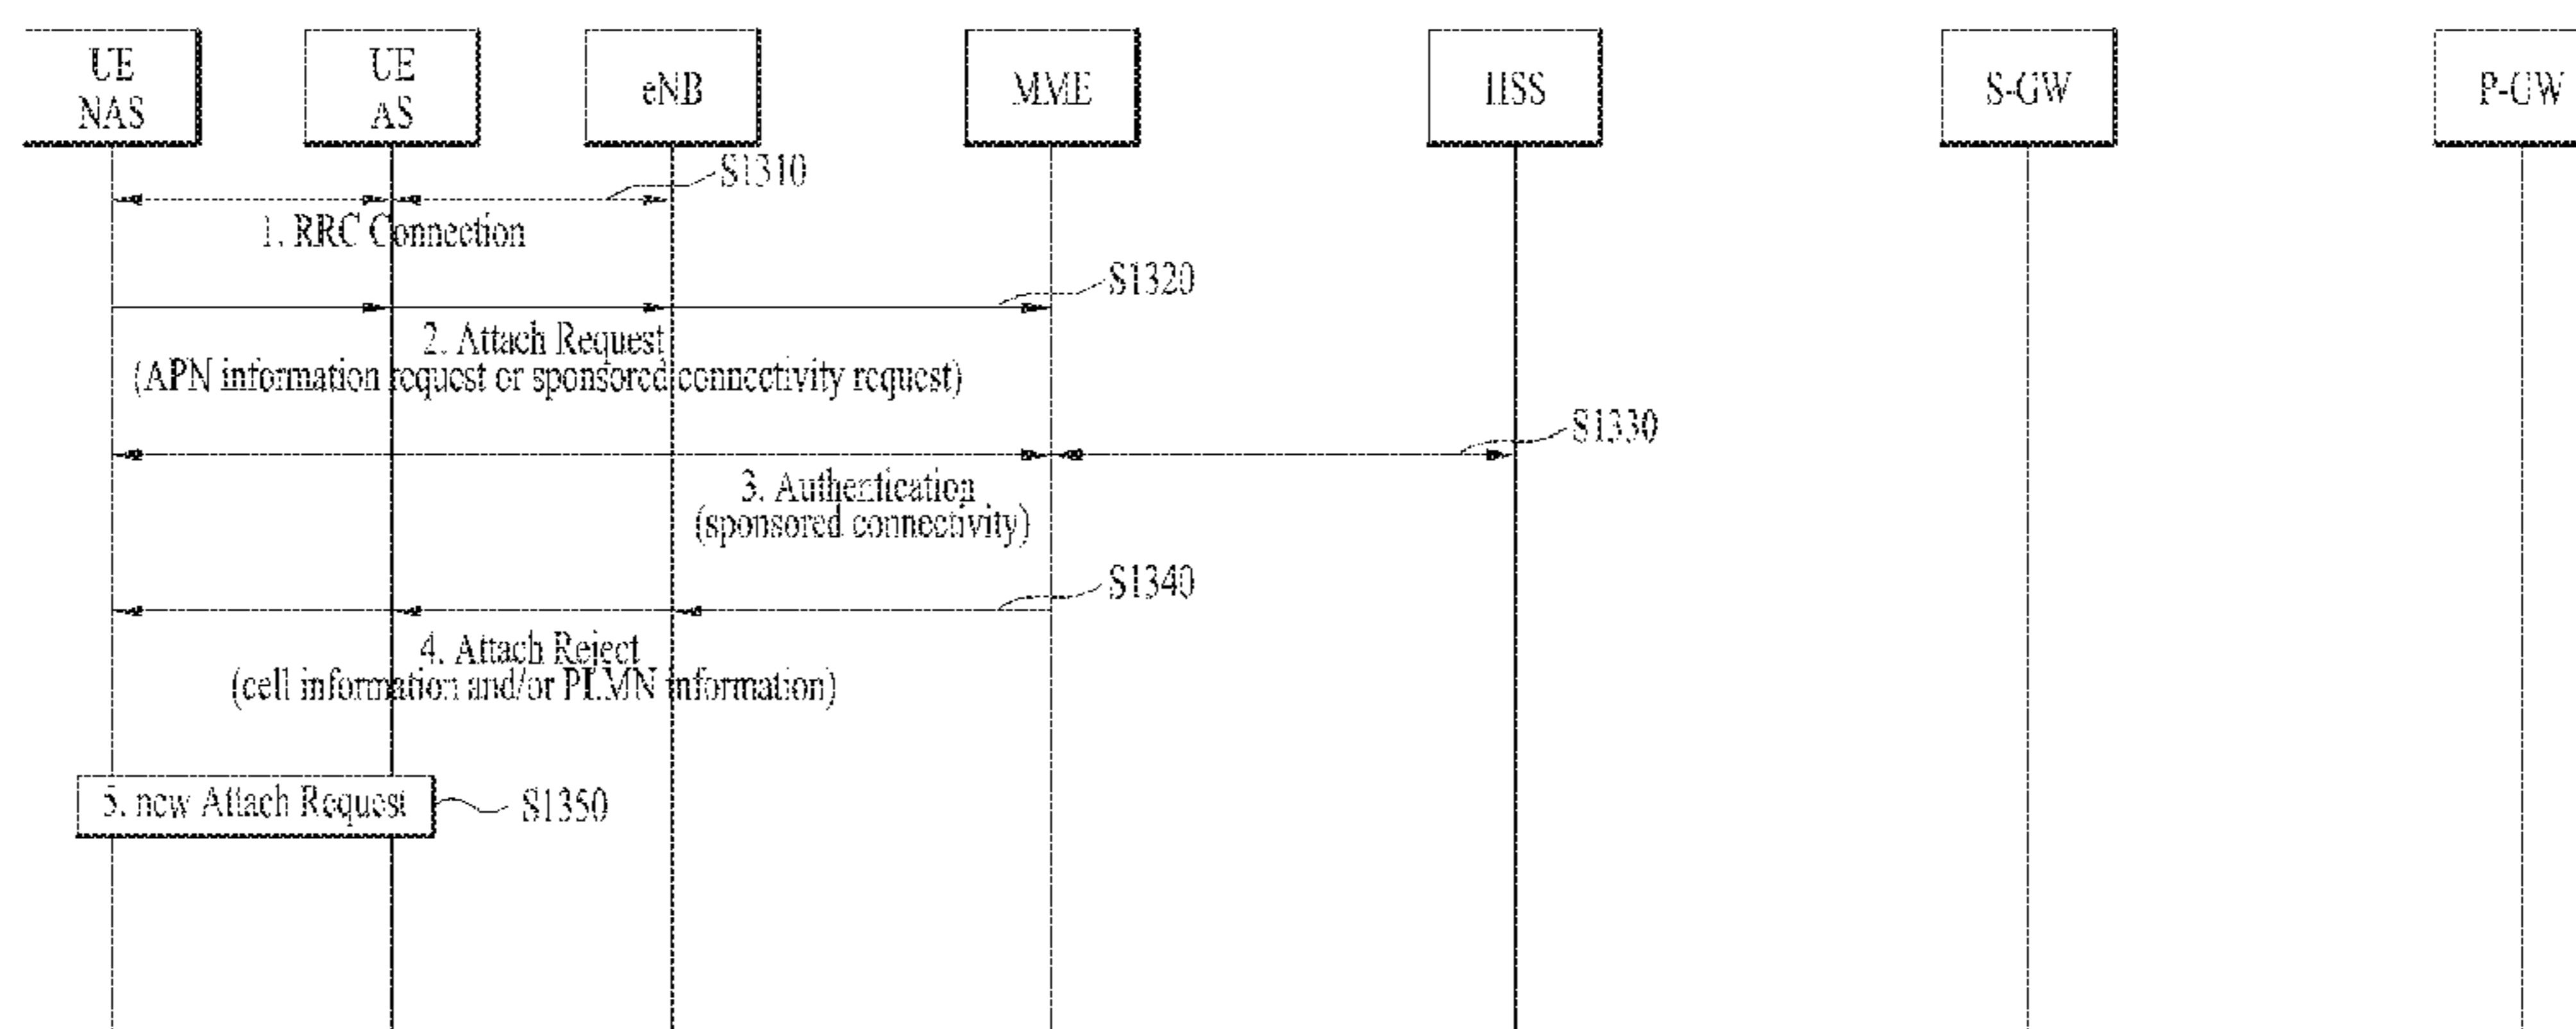 UE
NAS
UE
AS
eNB
MME
HSS
S-GW
P-GW
S1310
1. RRC Connection
S1320
2. Attach Request
(APN information request or sponsored connectivity request)
S1330
3. Authentication
(sponsored connectivity)
S1340
4. Attach Reject
(cell information and/or PLMN information)
5. new Attach Request
S1350